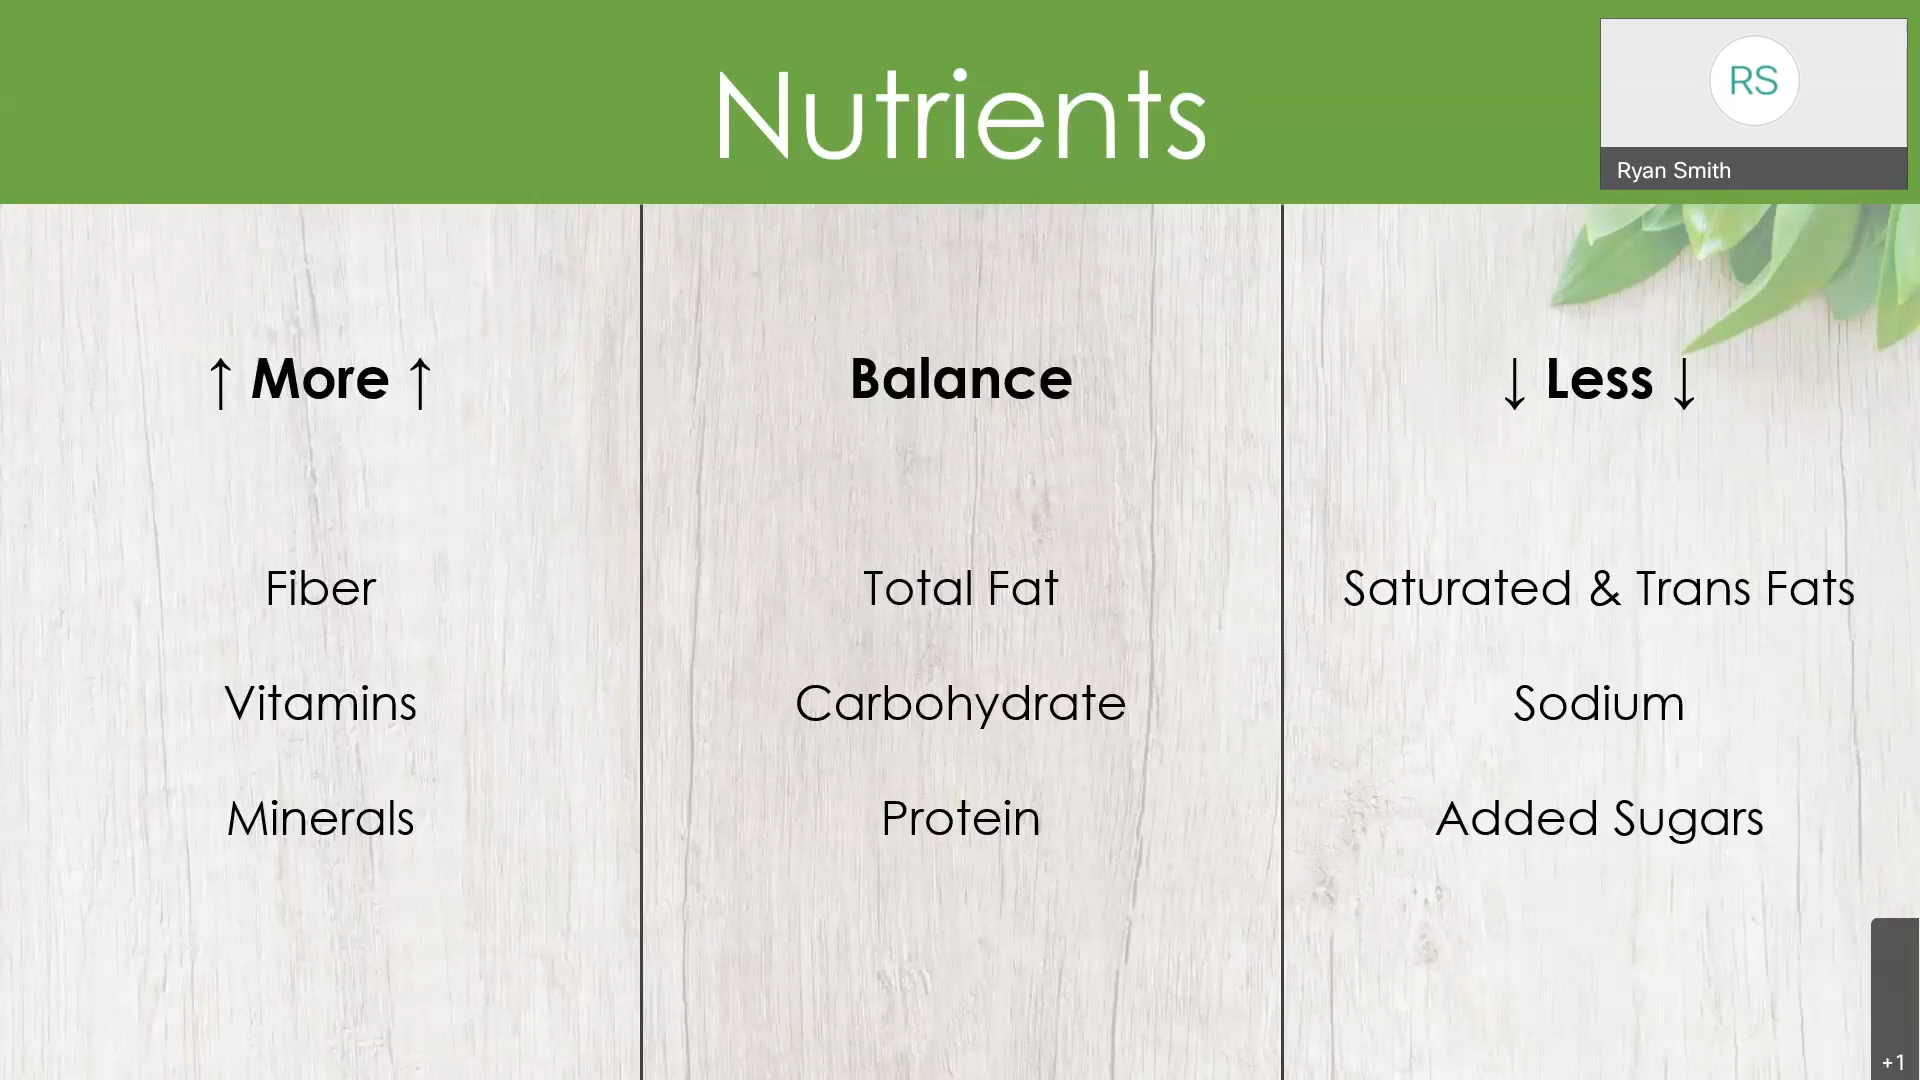 Nutrients
RS
Ryan Smith
↑ More ↑
Fiber
Vitamins
Minerals
Balance
Total Fat
Carbohydrate
Protein
↓ Less ↓
Saturated & Trans Fats
Sodium
Added Sugars
+1